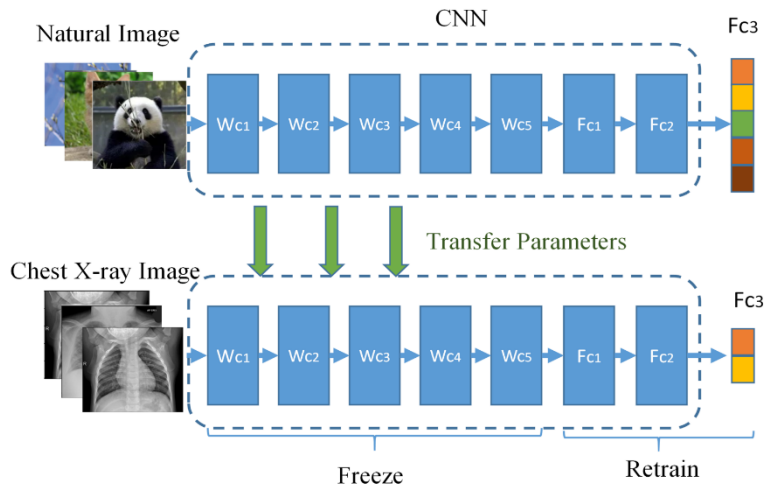 CNN
Natural Image
Fc3
Wc1
Wc2
Wc3
Wc4
Wc5
Fc1
Fc2
Transfer Parameters
Chest X-ray Image
Fc3
Wc1
Wc2
Wc3
Wc4
Wc5
Fc1
Fc2
Freeze
Retrain